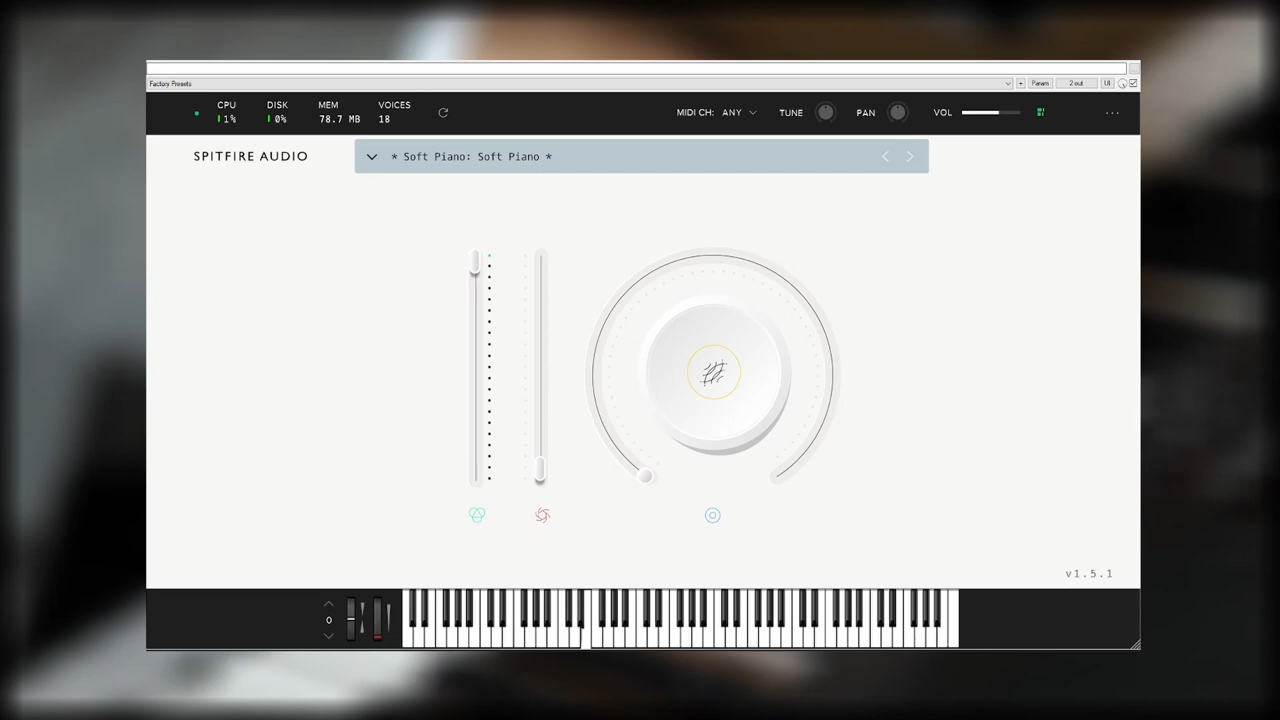 Factory Presets
+ Param 2 out UI
CPU DISK MEM VOICES
1% 0% 78.7 MB 18
MIDI CH: ANY TUNE PAN VOL
SPITFIRE AUDIO
* Soft Piano: Soft Piano *
v1.5.1
0